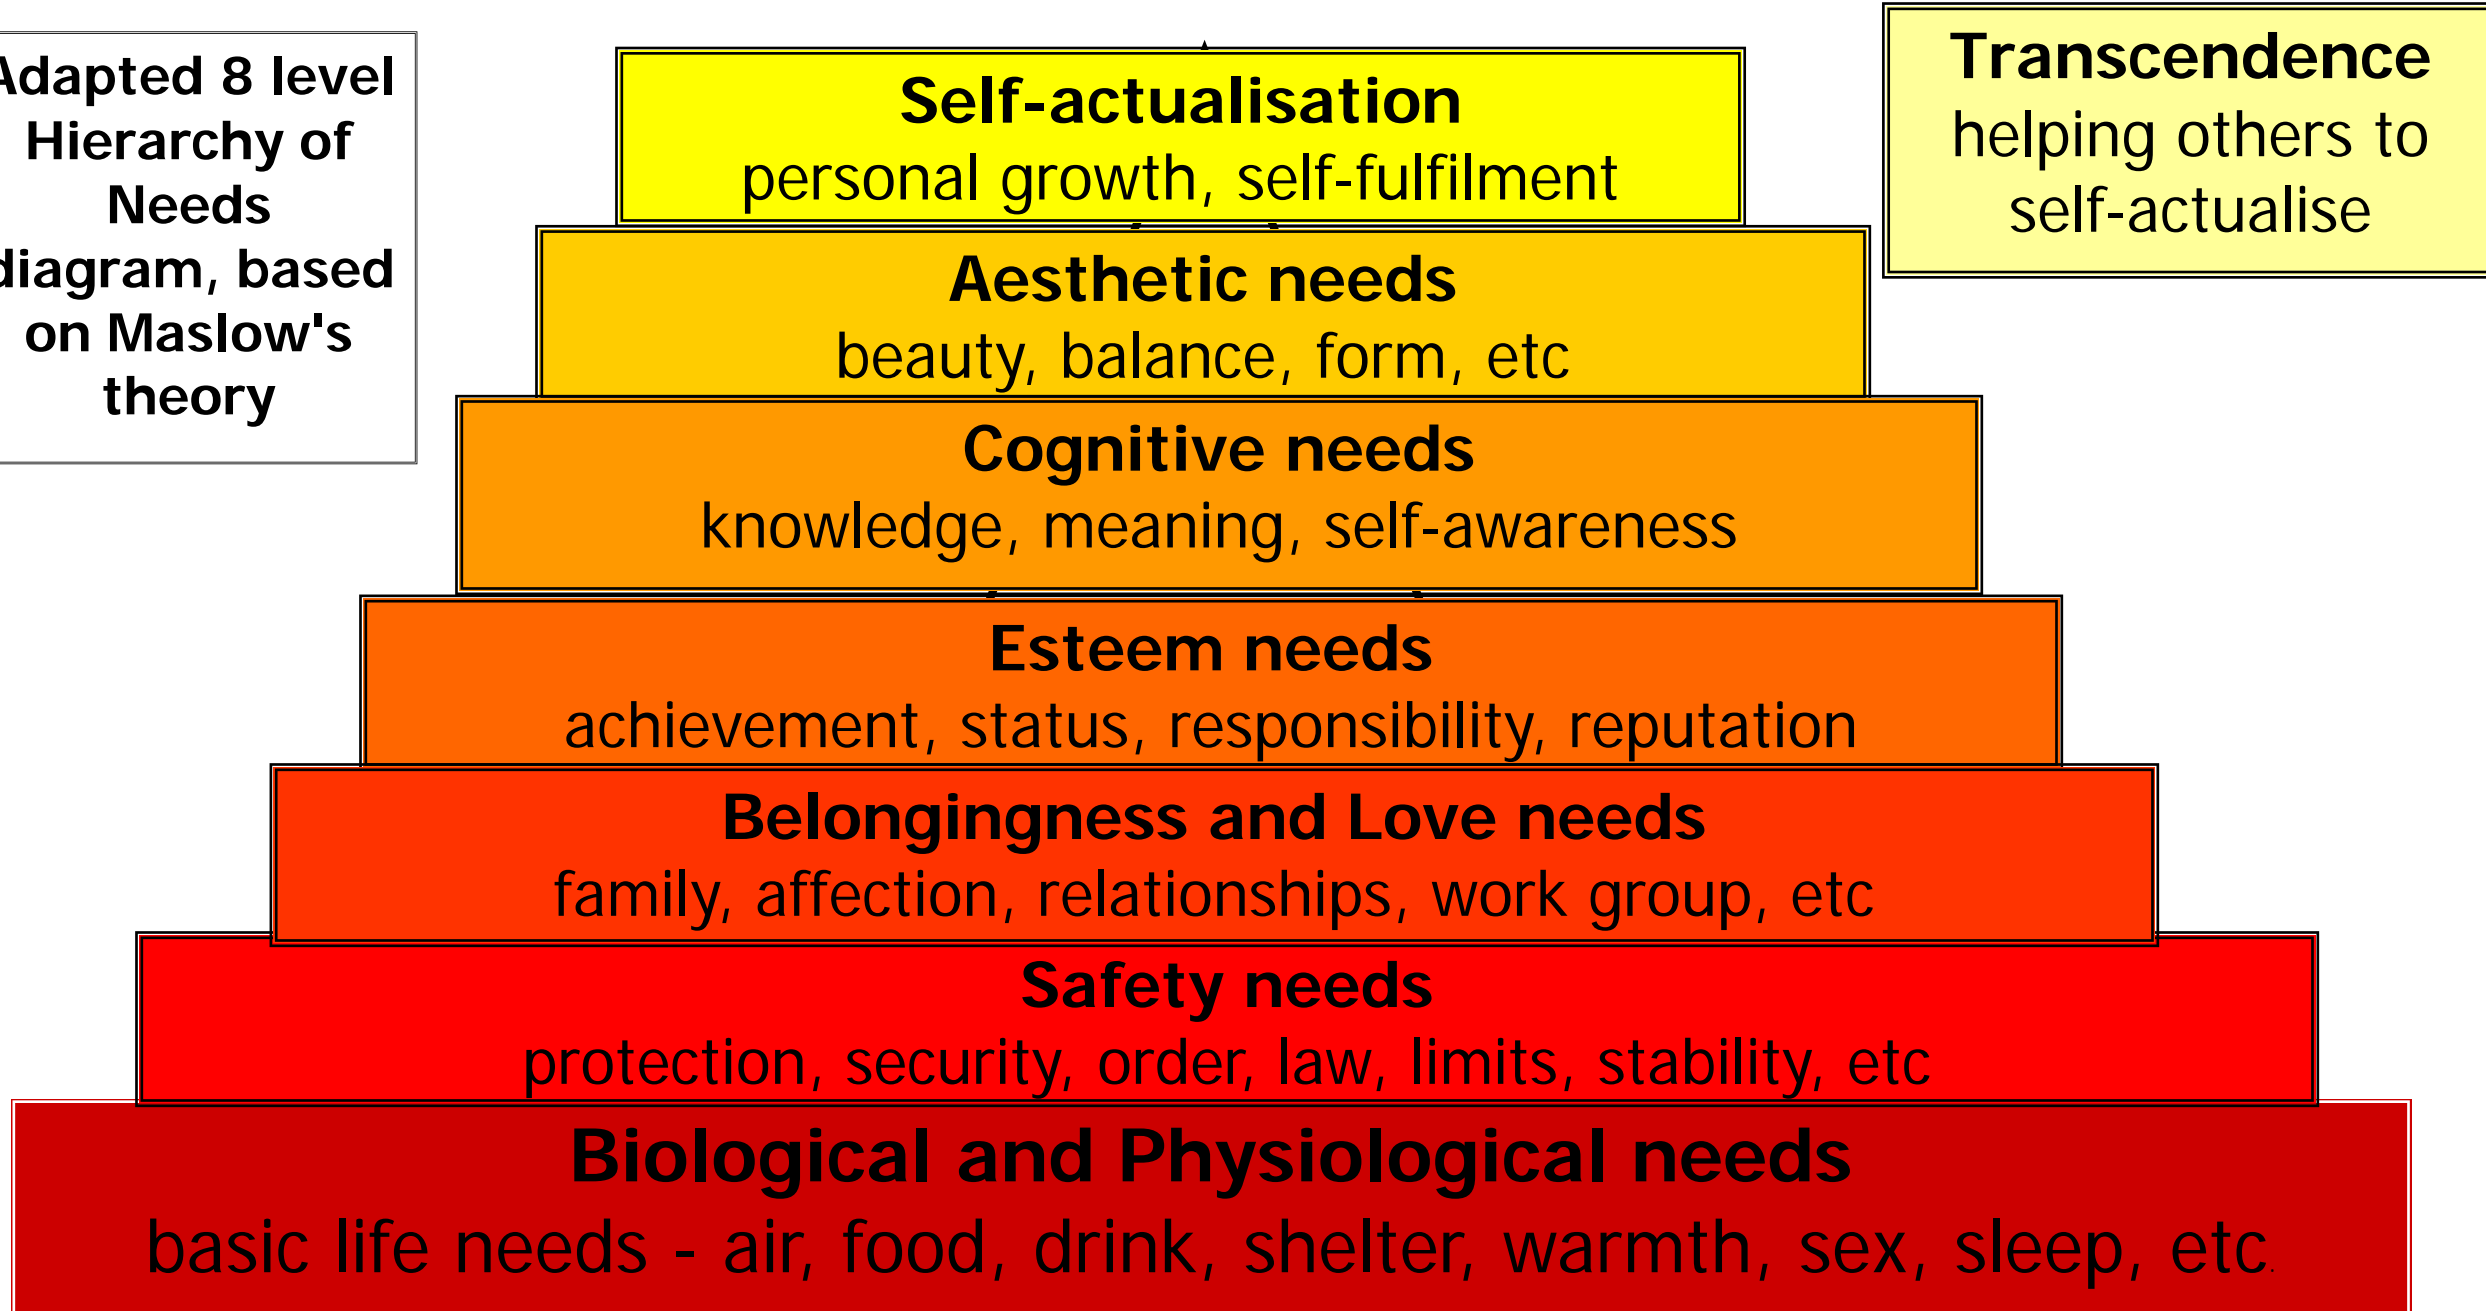 Adapted 8 level
Hierarchy of
Needs
diagram, based
on Maslow's
theory
Transcendence
helping others to
self-actualise
Self-actualisation
personal growth, self-fulfilment
Aesthetic needs
beauty, balance, form, etc
Cognitive needs
knowledge, meaning, self-awareness
Esteem needs
achievement, status, responsibility, reputation
Belongingness and Love needs
family, affection, relationships, work group, etc
Safety needs
protection, security, order, law, limits, stability, etc
Biological and Physiological needs
basic life needs - air, food, drink, shelter, warmth, sex, sleep, etc.